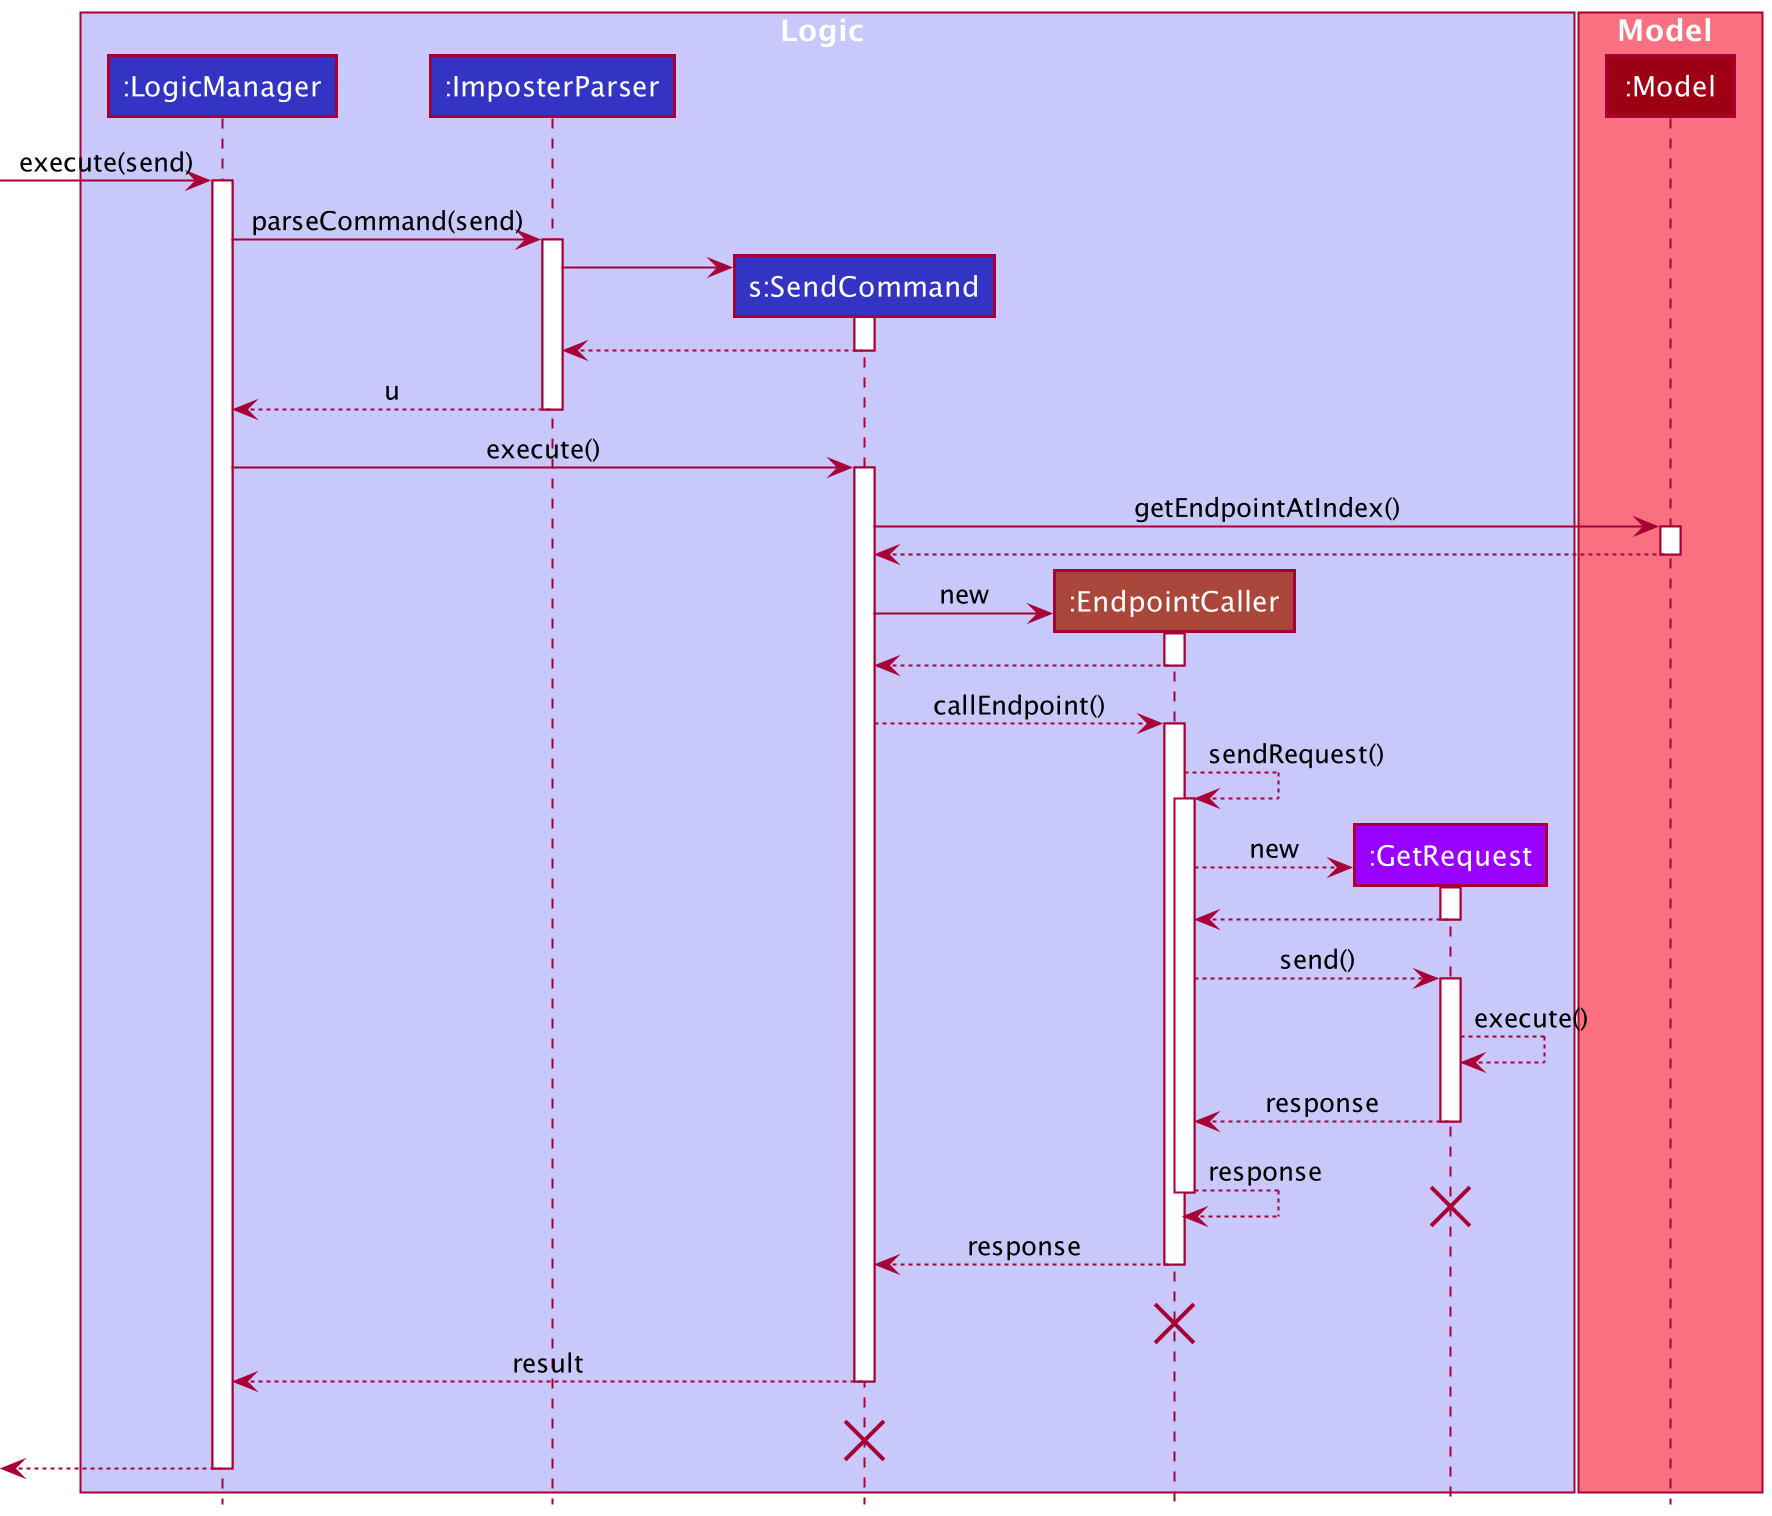 Logic
Model
:LogicManager
:ImposterParser
:Model
execute(send)
parseCommand(send)
s:SendCommand
u
execute()
getEndpointAtIndex()
new
:EndpointCaller
callEndpoint()
sendRequest()
new
:GetRequest
send()
execute()
response
response
response
result